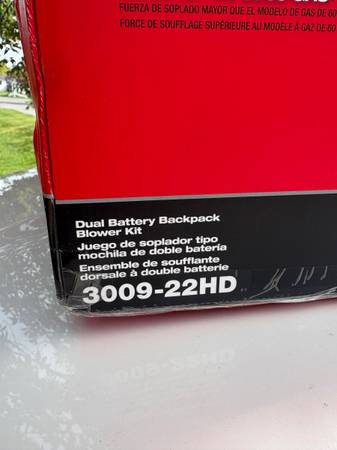 FUERZA DE SOPLADO MAYOR QUE EL MODELO DE GAS DE 60
FORCE DE SOUFFLAGE SUPÉRIEURE AU MODÈLE À GAZ DE 60
Dual Battery Backpack
Blower Kit
Juego de soplador tipo
mochila de doble batería
Ensemble de soufflante
dorsale à double batterie
3009-22HD